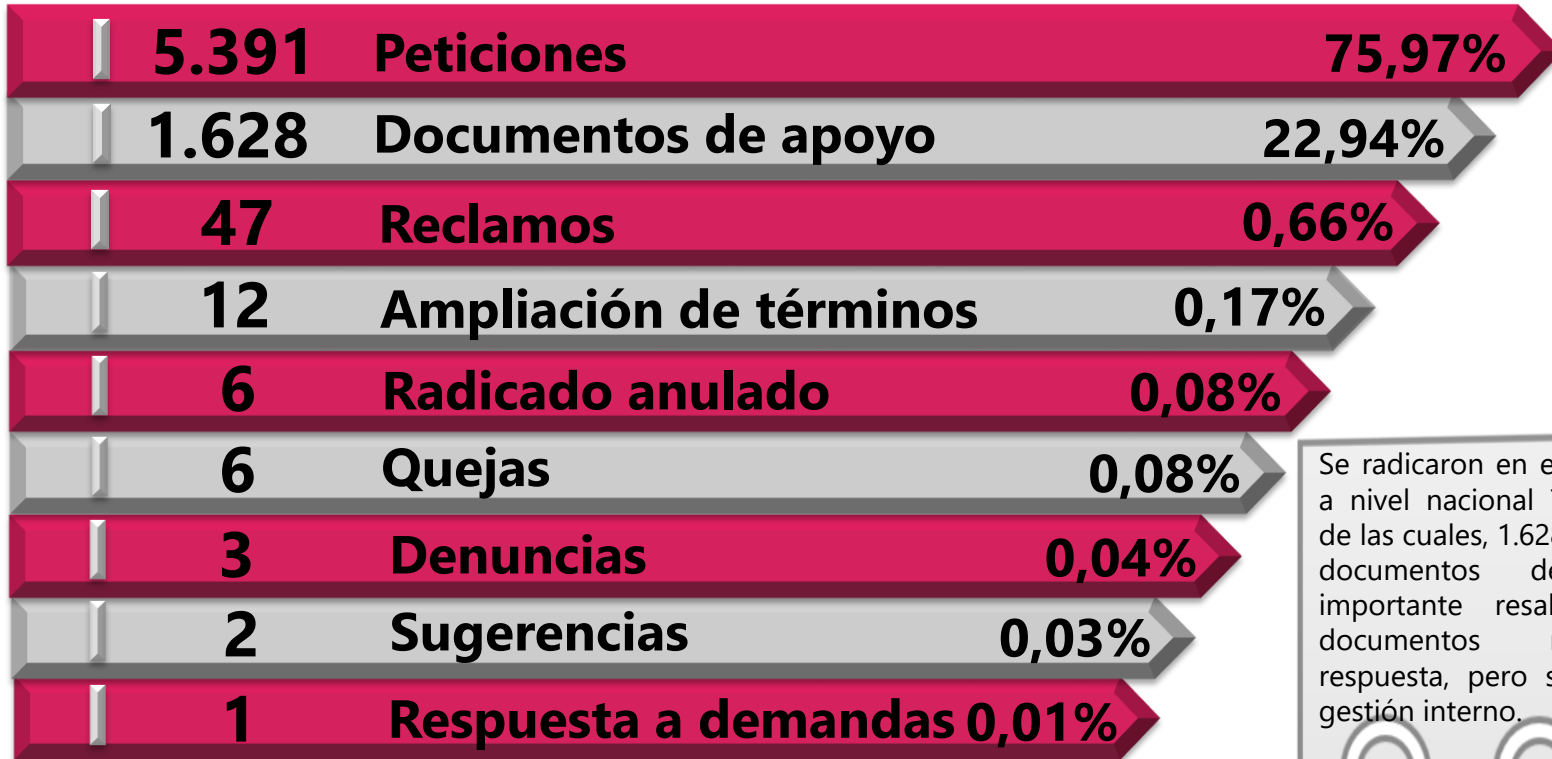 5.391 Peticiones 75,97%
1.628 Documentos de apoyo 22,94%
47 Reclamos 0,66%
12 Ampliación de términos 0,17%
6 Radicado anulado 0,08%
6 Quejas 0,08%
3 Denuncias 0,04%
2 Sugerencias 0,03%
1 Respuesta a demandas 0,01%
Se radicaron en
a nivel nacional
de las cuales, 1.628
documentos
importante
documentos
respuesta, pero
gestión interno.